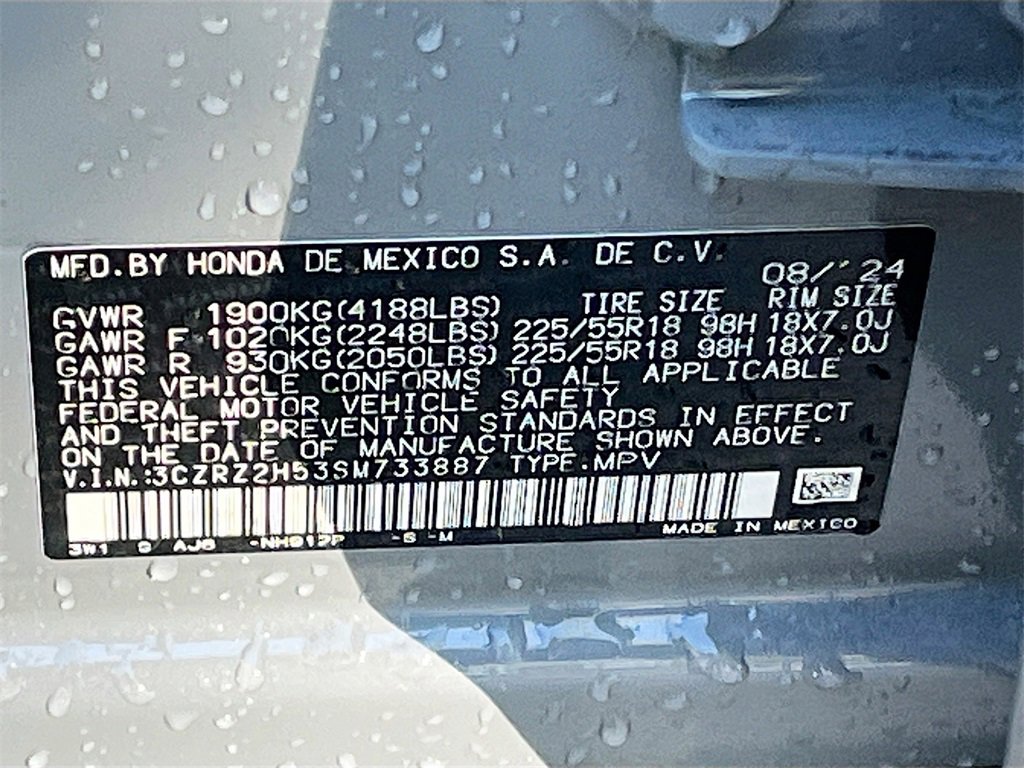 MFD.BY HONDA DE MEXICO S.A. DE C.V.
08/ 24
GVWR 1900KG(4188LBS) TIRE SIZE RIM SIZE
GAWR F 1020KG(2248LBS) 225/55R18 98H 18X7.0J
GAWR R 930KG(2050LBS) 225/55R18 98H 18X7.0J
THIS VEHICLE CONFORMS TO ALL APPLICABLE
FEDERAL MOTOR VEHICLE SAFETY
AND THEFT PREVENTION STANDARDS IN EFFECT
ON THE DATE OF MANUFACTURE SHOWN ABOVE.
V.I.N.:3CZRZ2H53SM733887 TYPE:MPV
MADE IN MEXICO
3W1 AJG -S -M